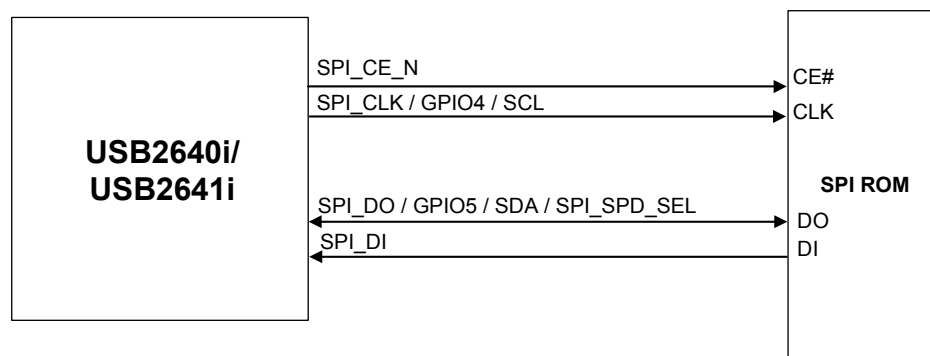 SPI_CE_N
CE#
SPI_CLK / GPIO4 / SCL
CLK
USB2640i/
USB2641i
SPI ROM
SPI_DO / GPIO5 / SDA / SPI_SPD_SEL
DO
SPI_DI
DI